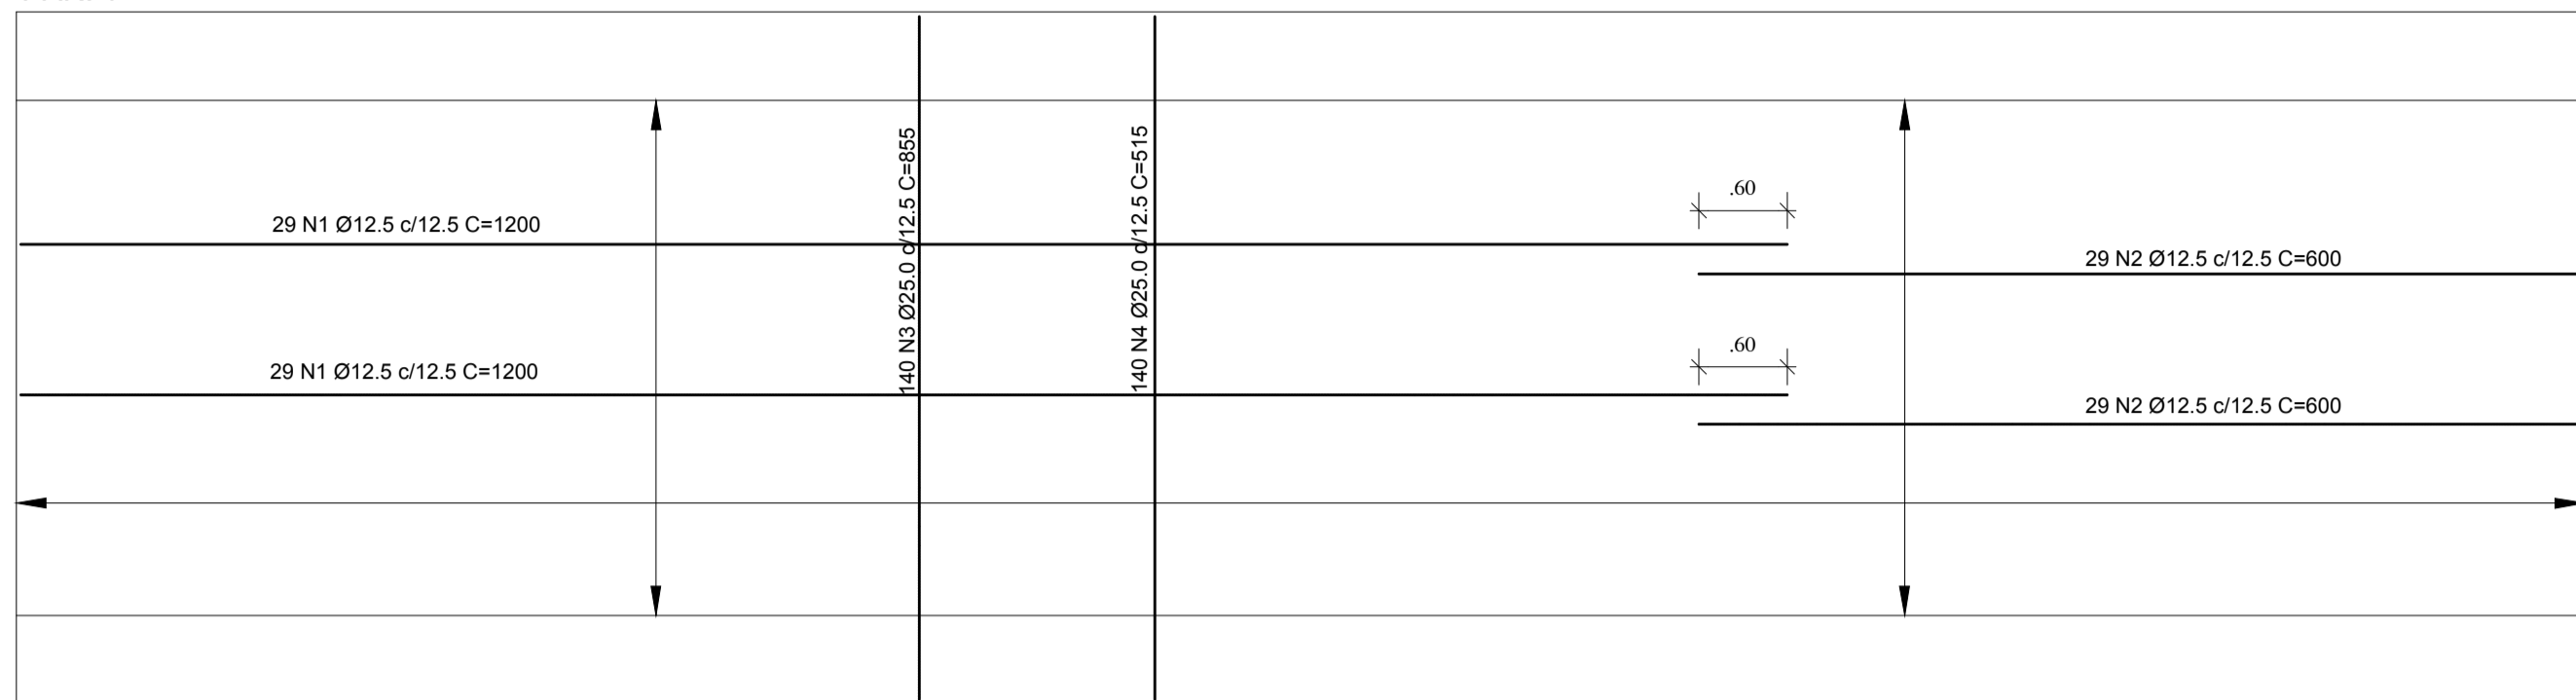 140 N3 Ø25.0 c/12.5 C=855
140 N4 Ø25.0 c/12.5 C=515
.60
29 N1 Ø12.5 c/12.5 C=1200
29 N2 Ø12.5 c/12.5 C=600
.60
29 N1 Ø12.5 c/12.5 C=1200
29 N2 Ø12.5 c/12.5 C=600